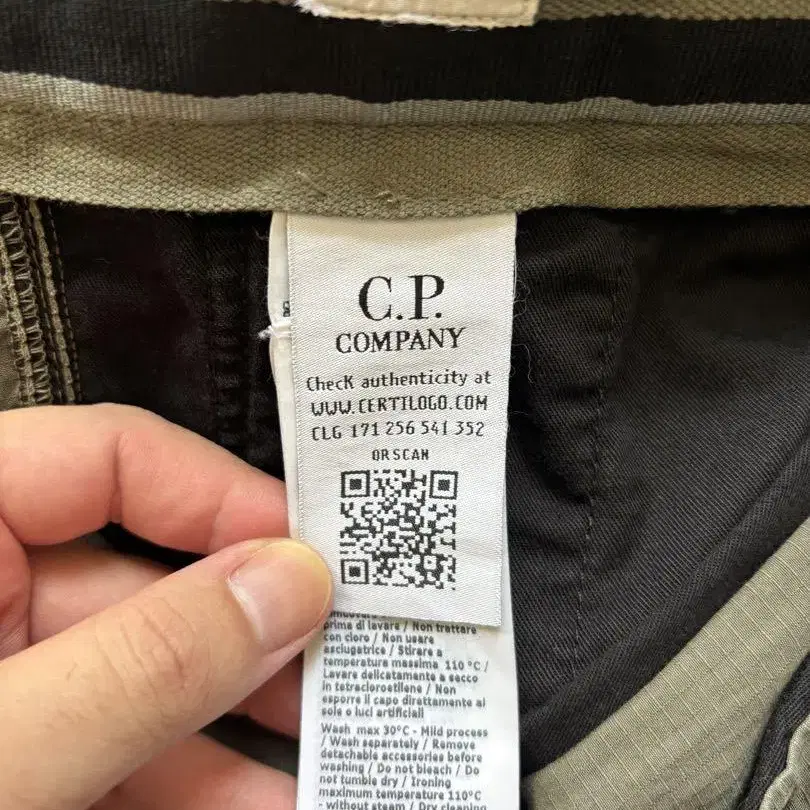 C.P.
COMPANY
Check authenticity at
WWW.CERTILOGO.COM
CLG 171 256 541 352
OR SCAN
prima di lavare / Non trattare
con cloro / Non usare
asciugatrice / Stirare a
temperatura massima 110 °C /
Lavare delicatamente a secco
in tetracloroetilene / Non
esporre il capo direttamente al
sole o luci artificiali
Wash max 30°C - Mild process
/ Wash separately / Remove
detachable accessories before
washing / Do not bleach / Do
not tumble dry / Ironing
maximum temperature 110°C
- without steam / Dry cleaning